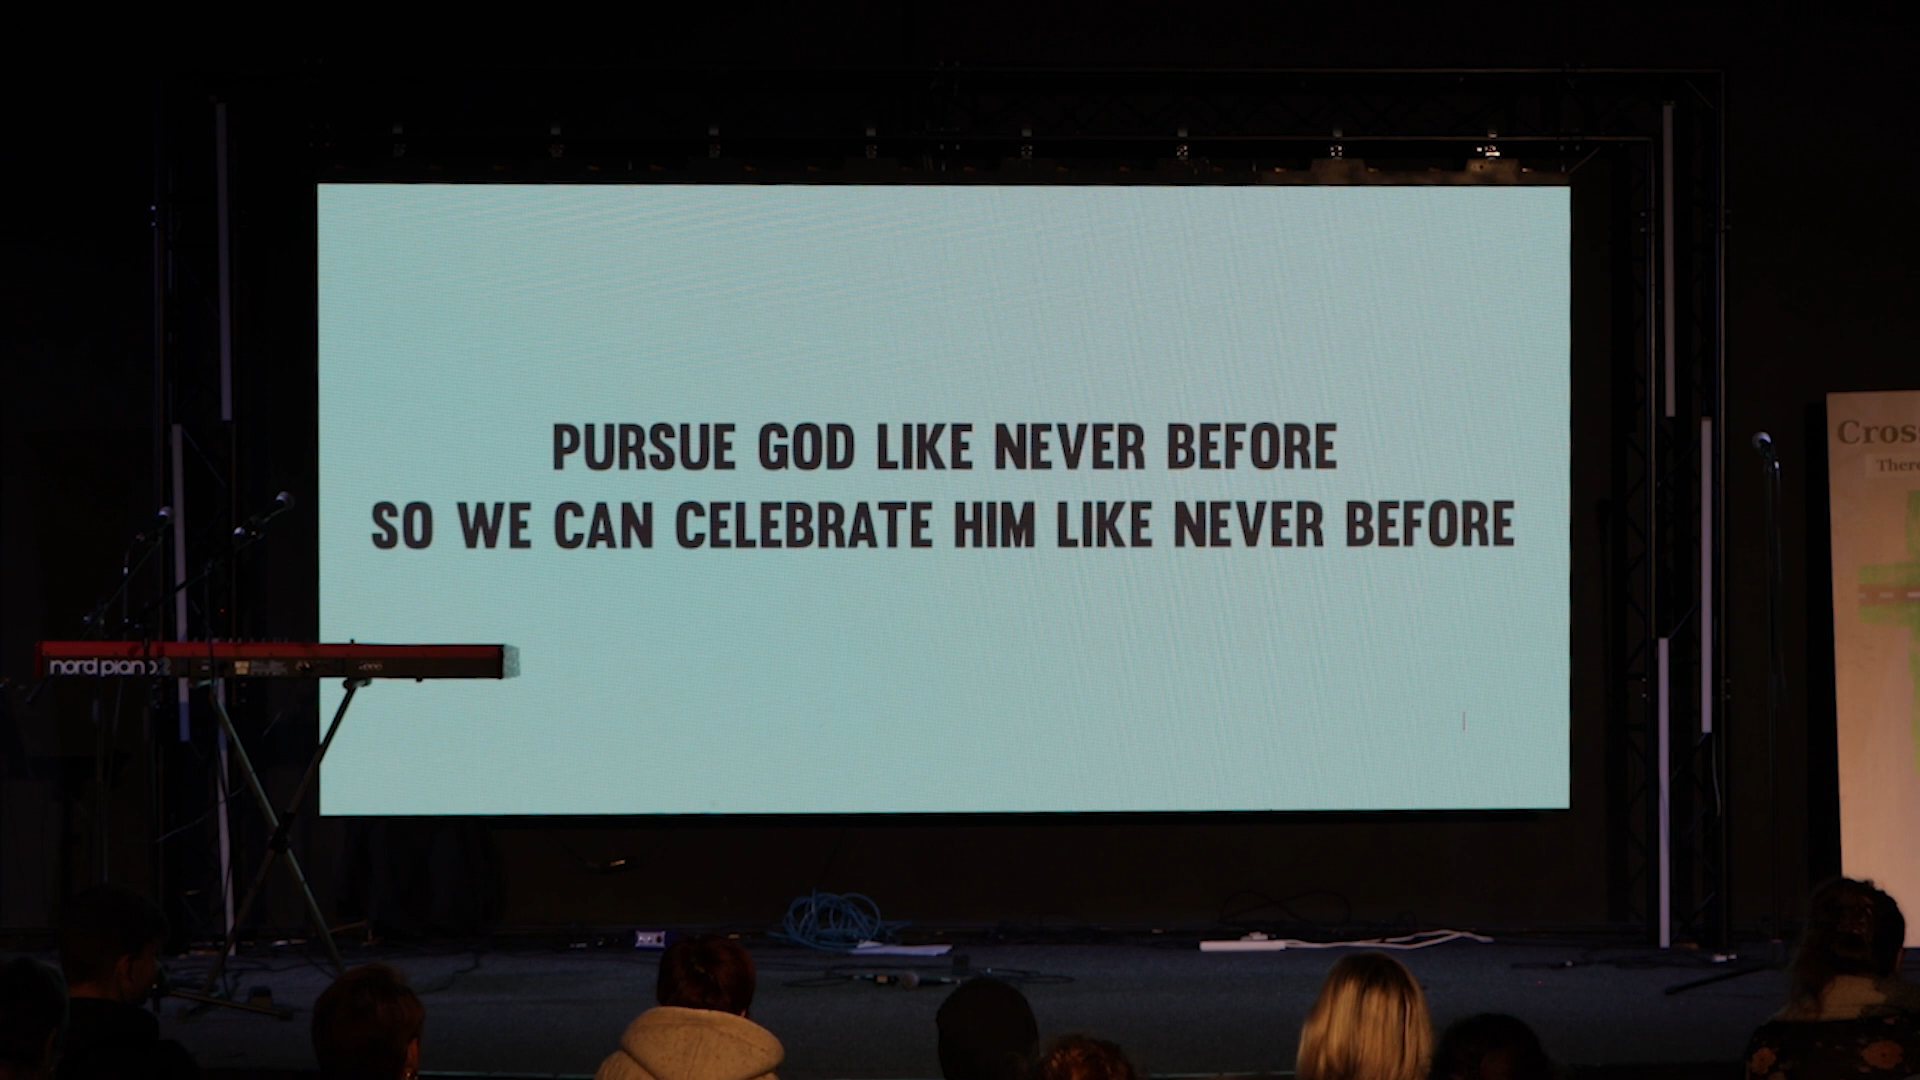 PURSUE GOD LIKE NEVER BEFORE
SO WE CAN CELEBRATE HIM LIKE NEVER BEFORE
nord piano
Cros
There